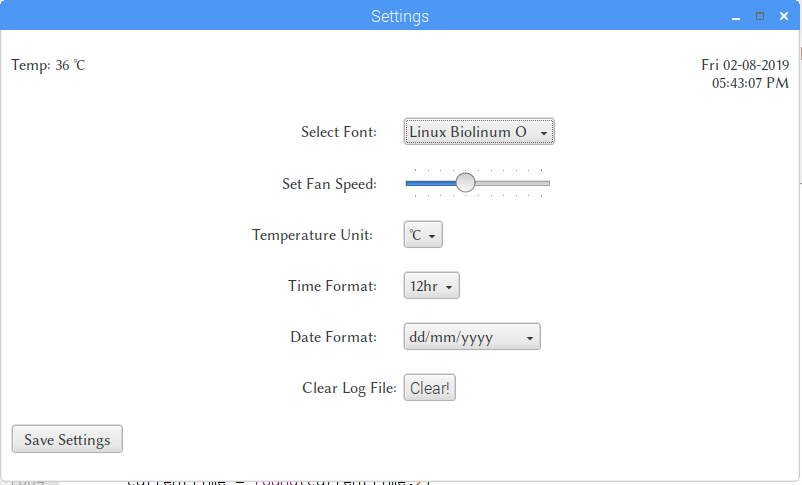 Settings
Temp: 36 ℃
Fri 02-08-2019
05:43:07 PM
Select Font: Linux Biolinum O
Set Fan Speed:
Temperature Unit: ℃
Time Format: 12hr
Date Format: dd/mm/yyyy
Clear Log File: Clear!
Save Settings